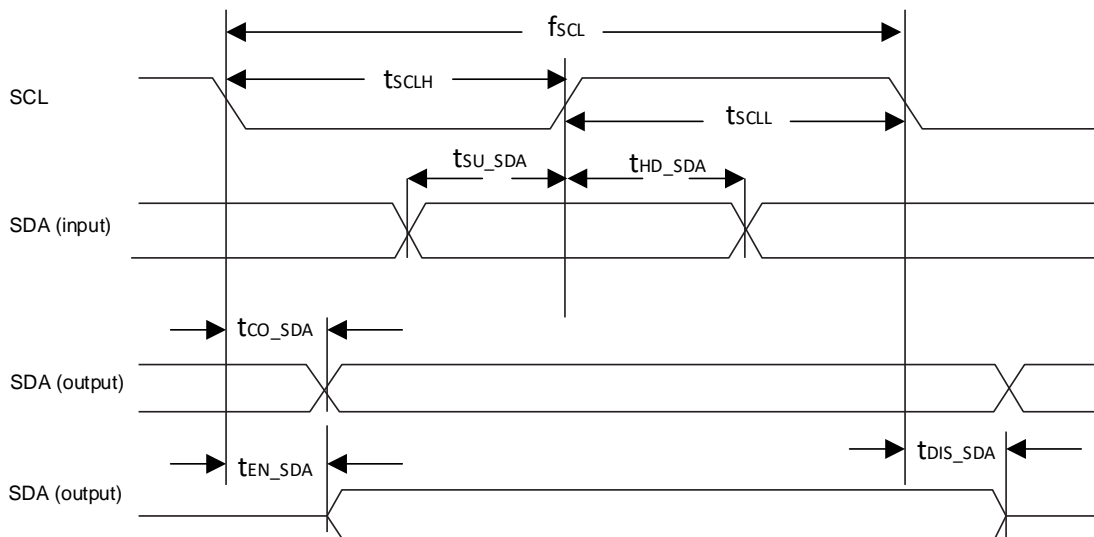 fSCL
SCL
tSCLH
tSCLL
tSU_SDA
tHD_SDA
SDA (input)
tCO_SDA
SDA (output)
tEN_SDA
tDIS_SDA
SDA (output)